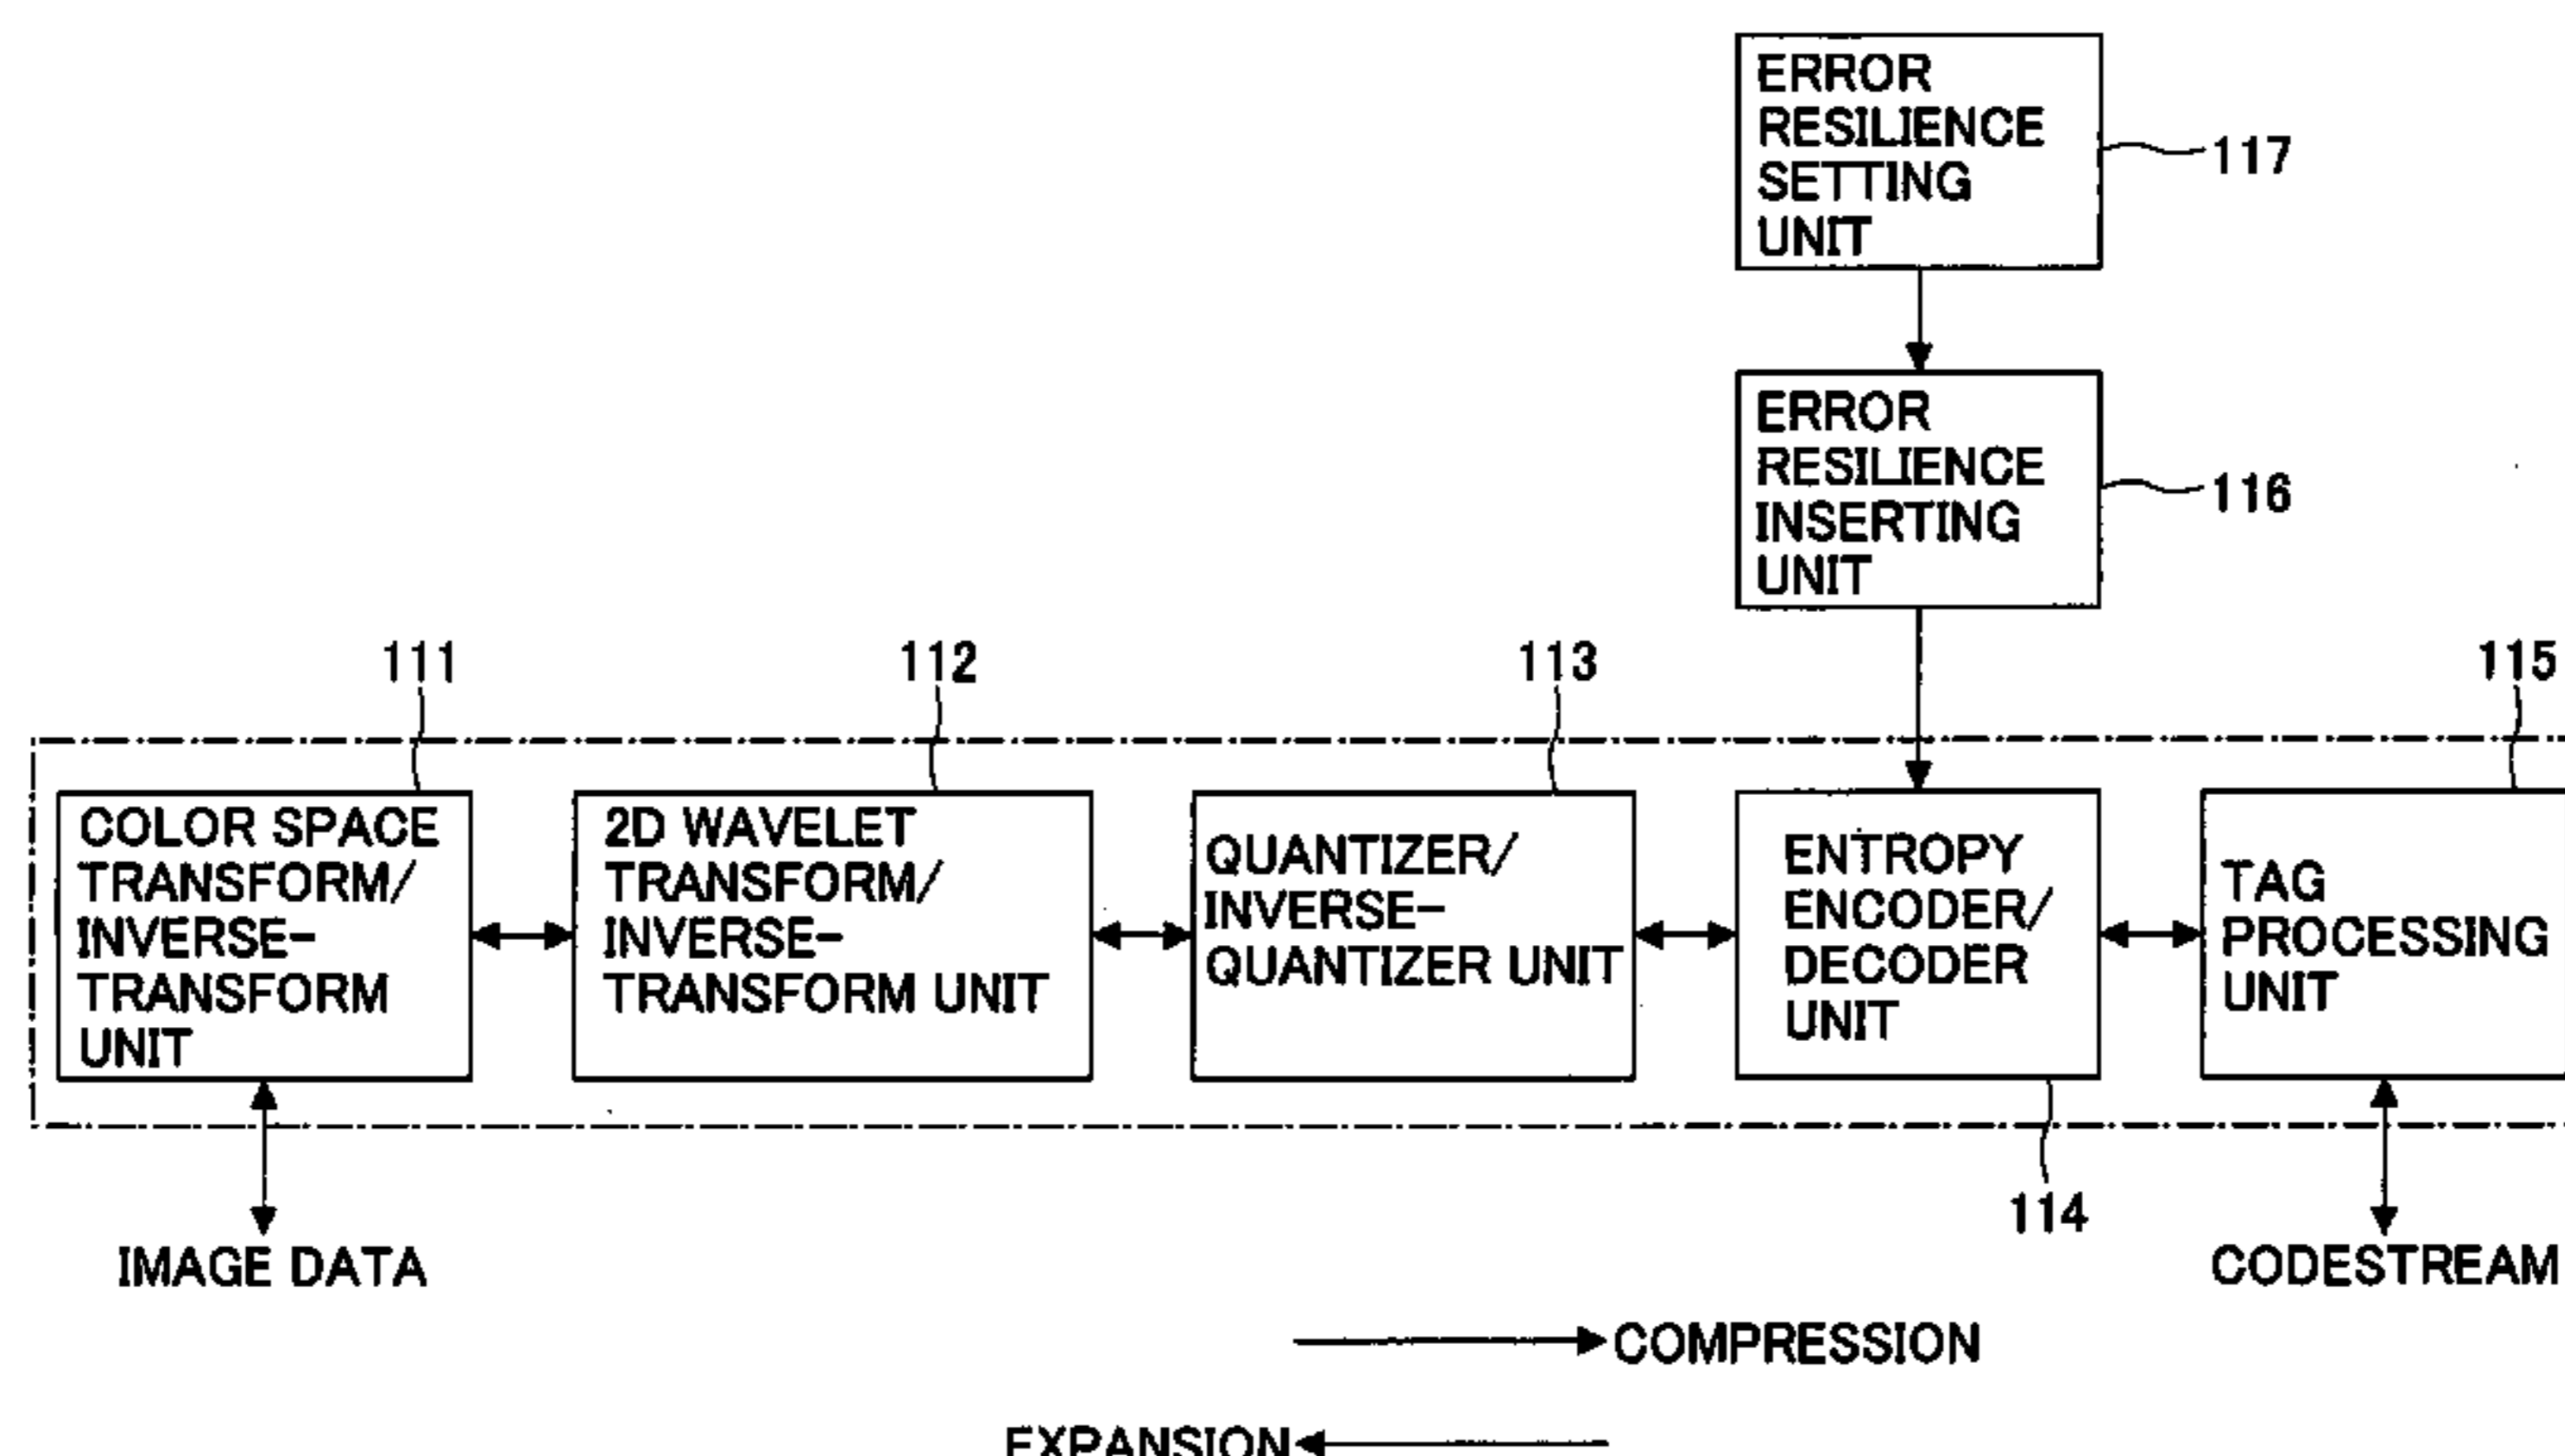 ERROR
RESILIENCE
SETTING
UNIT
117
ERROR
RESILIENCE
INSERTING
UNIT
116
111
112
113
115
COLOR SPACE
TRANSFORM/
INVERSE-
TRANSFORM
UNIT
2D WAVELET
TRANSFORM/
INVERSE-
TRANSFORM UNIT
QUANTIZER/
INVERSE-
QUANTIZER UNIT
ENTROPY
ENCODER/
DECODER
UNIT
TAG
PROCESSING
UNIT
114
IMAGE DATA
CODESTREAM
COMPRESSION
EXPANSION